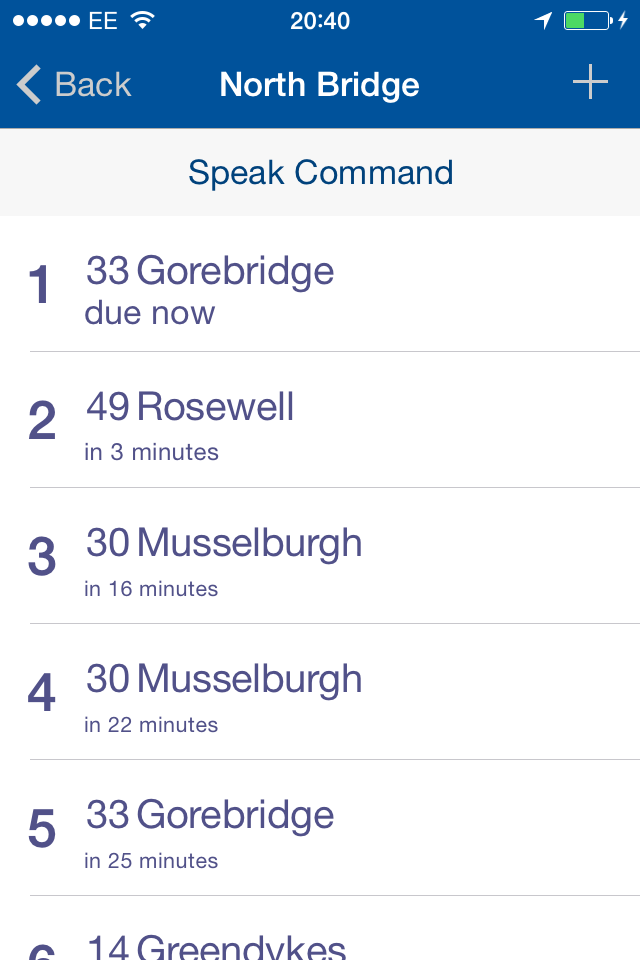 EE 20:40
Back North Bridge
Speak Command
1 33 Gorebridge
due now
2 49 Rosewell
in 3 minutes
3 30 Musselburgh
in 16 minutes
4 30 Musselburgh
in 22 minutes
5 33 Gorebridge
in 25 minutes
6 14 Greendykes